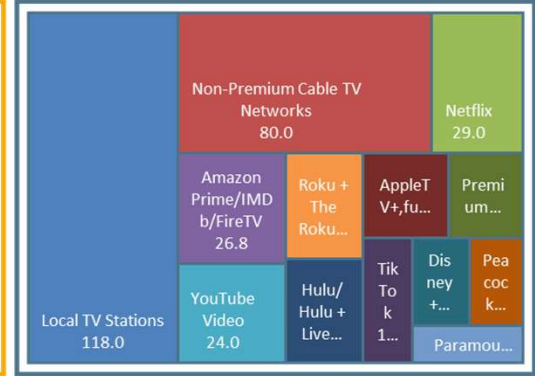 Local TV Stations
118.0
Non-Premium Cable TV
Networks
80.0
Netflix
29.0
Amazon
Prime/IMD
b/FireTV
26.8
YouTube
Video
24.0
Roku +
The
Roku...
Hulu/
Hulu +
Live...
AppleT
V+,fu...
Premi
um...
Tik
To
k
1...
Dis
ney
+...
Pea
coc
k...
Paramou...